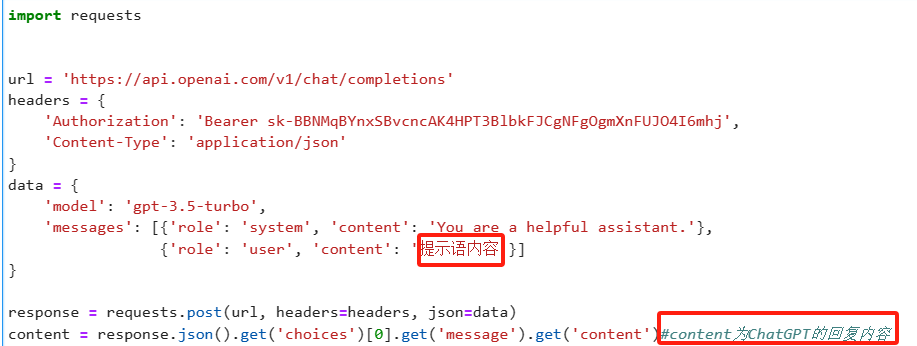 import requests
url = 'https://api.openai.com/v1/chat/completions'
headers = {
'Authorization': 'Bearer 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',
'Content-Type': 'application/json'
}
data = {
'model': 'gpt-3.5-turbo',
'messages': [{'role': 'system', 'content': 'You are a helpful assistant.'},
{'role': 'user', 'content': '提示语内容'}]
}
response = requests.post(url, headers=headers, json=data)
content = response.json().get('choices')[0].get('message').get('content')#content为ChatGPT的回复内容